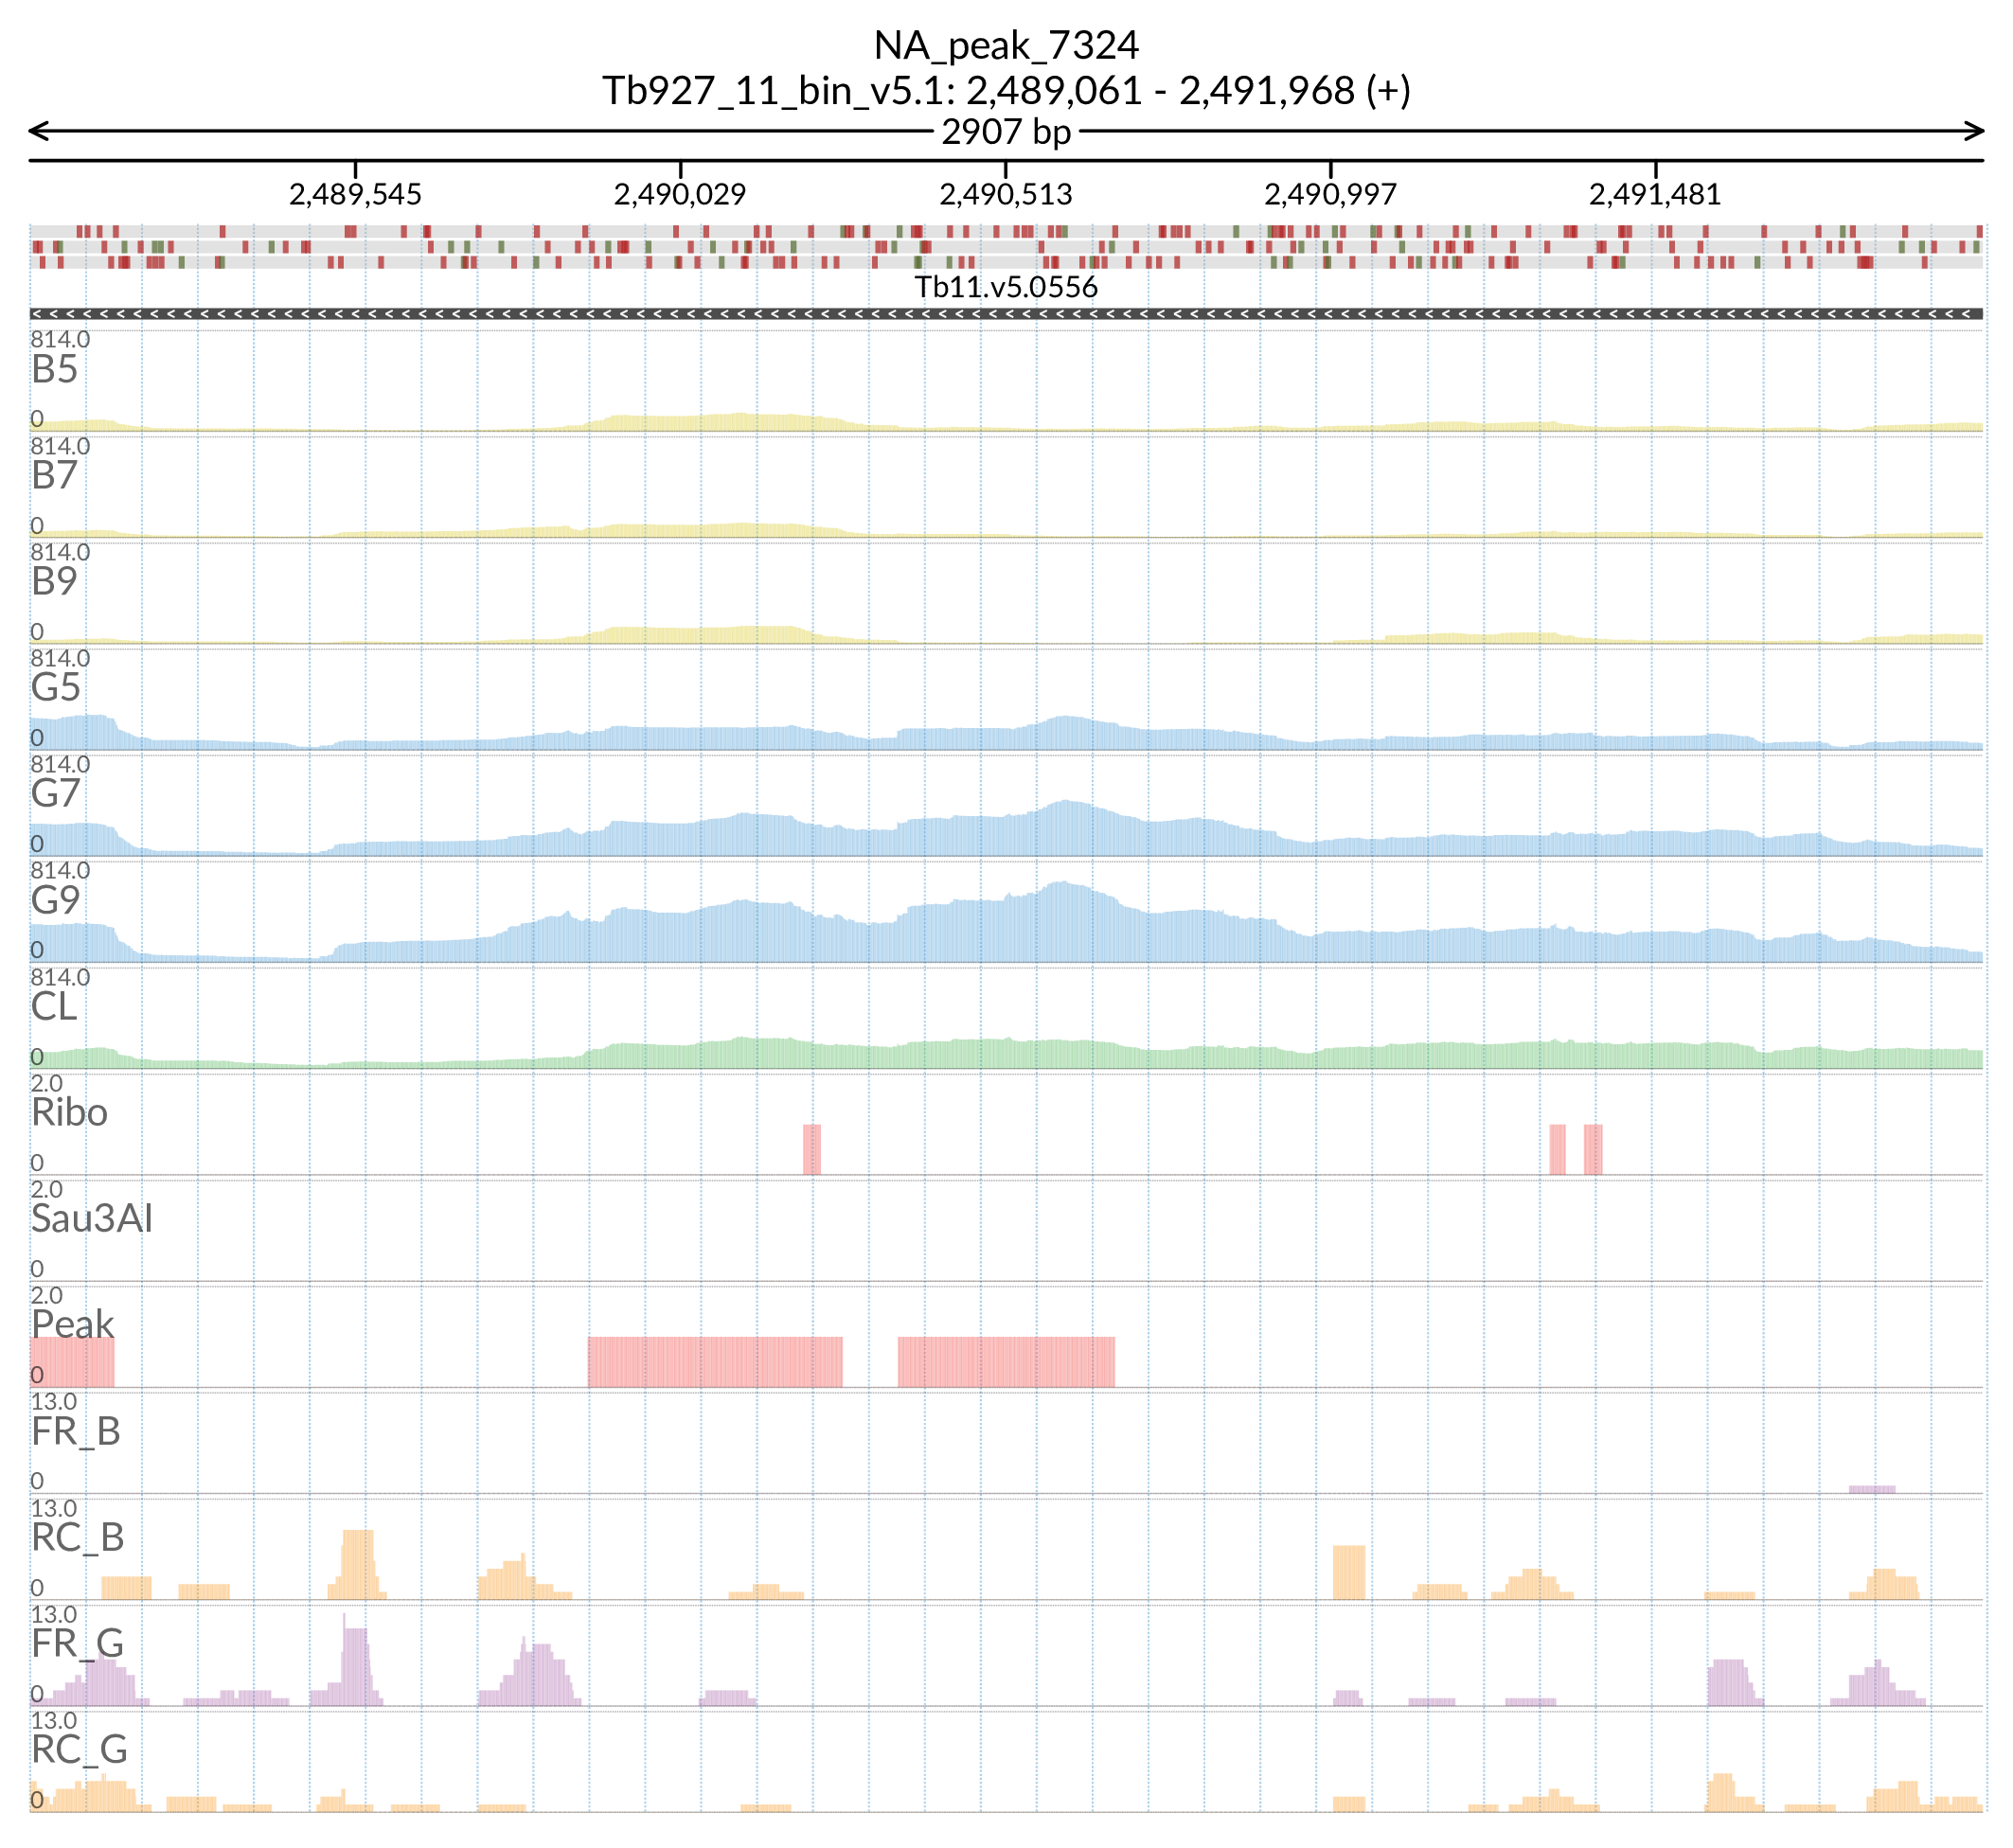 NA_peak_7324
Tb927_11_bin_v5.1: 2,489,061 - 2,491,968 (+)
2907 bp
2,489,545 2,490,029 2,490,513 2,490,997 2,491,481
Tb11.v5.0556
814.0
B5
0
814.0
B7
0
814.0
B9
0
814.0
G5
0
814.0
G7
0
814.0
G9
0
814.0
CL
0
2.0
Ribo
0
2.0
Sau3AI
0
2.0
Peak
0
13.0
FR_B
0
13.0
RC_B
0
13.0
FR_G
0
13.0
RC_G
0